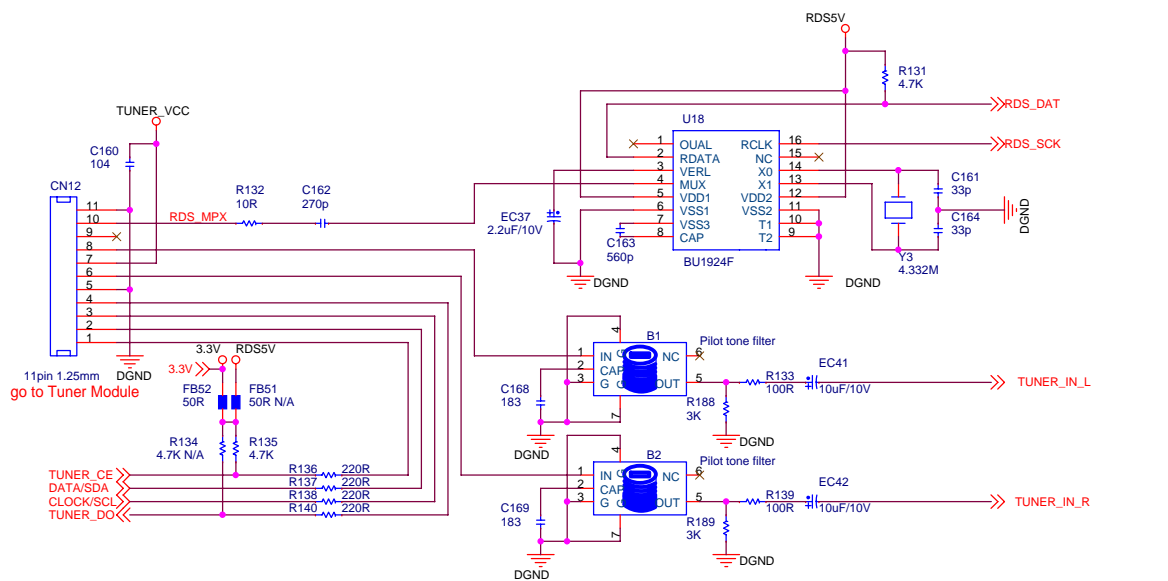 RDS5V
R131
4.7K
RDS_DAT
TUNER_VCC
C160
104
U18
1 OUAL RCLK 16
2 RDATA NC 15
3 VERL X0 14
4 MUX X1 13
5 VDD1 VDD2 12
6 VSS1 VSS2 11
7 VSS3 T1 10
8 CAP T2 9
BU1924F
RDS_SCK
CN12
11
10
9
8
7
6
5
4
3
2
1
RDS_MPX
R132
10R
C162
270p
EC37
2.2uF/10V
C163
560p
DGND
DGND
C161
33p
C164
33p
DGND
Y3
4.332M
DGND
11pin 1.25mm
go to Tuner Module
3.3V
RDS5V
3.3V
FB52
50R
FB51
50R N/A
R134
4.7K N/A
R135
4.7K
TUNER_CE
DATA/SDA
CLOCK/SCL
TUNER_DO
R136 220R
R137 220R
R138 220R
R140 220R
B1
Pilot tone filter
4
1 IN NC 6
2 CAP
3 G OUT 5
7
C168
183
DGND
R188
3K
DGND
R133
100R
EC41
10uF/10V
TUNER_IN_L
B2
Pilot tone filter
4
1 IN NC 6
2 CAP
3 G OUT 5
7
C169
183
DGND
R189
3K
DGND
R139
100R
EC42
10uF/10V
TUNER_IN_R